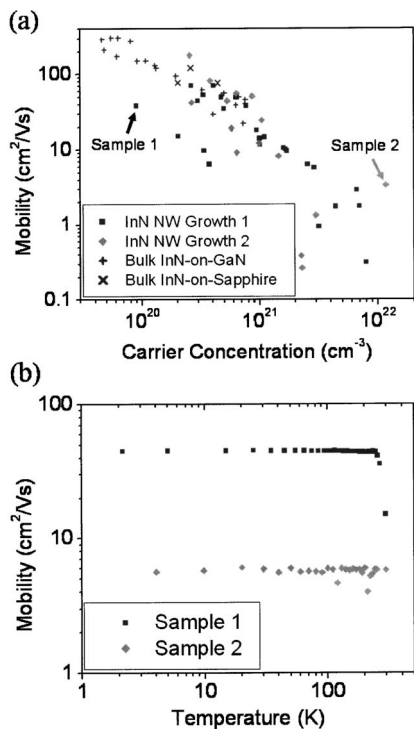 (a)
Mobility (cm²/Vs)
100
10
1
0.1
Sample 1
Sample 2
InN NW Growth 1
InN NW Growth 2
Bulk InN-on-GaN
Bulk InN-on-Sapphire
10²⁰ 10²¹ 10²²
Carrier Concentration (cm⁻³)
(b)
Mobility (cm²/Vs)
100
10
1
Sample 1
Sample 2
1 10 100
Temperature (K)